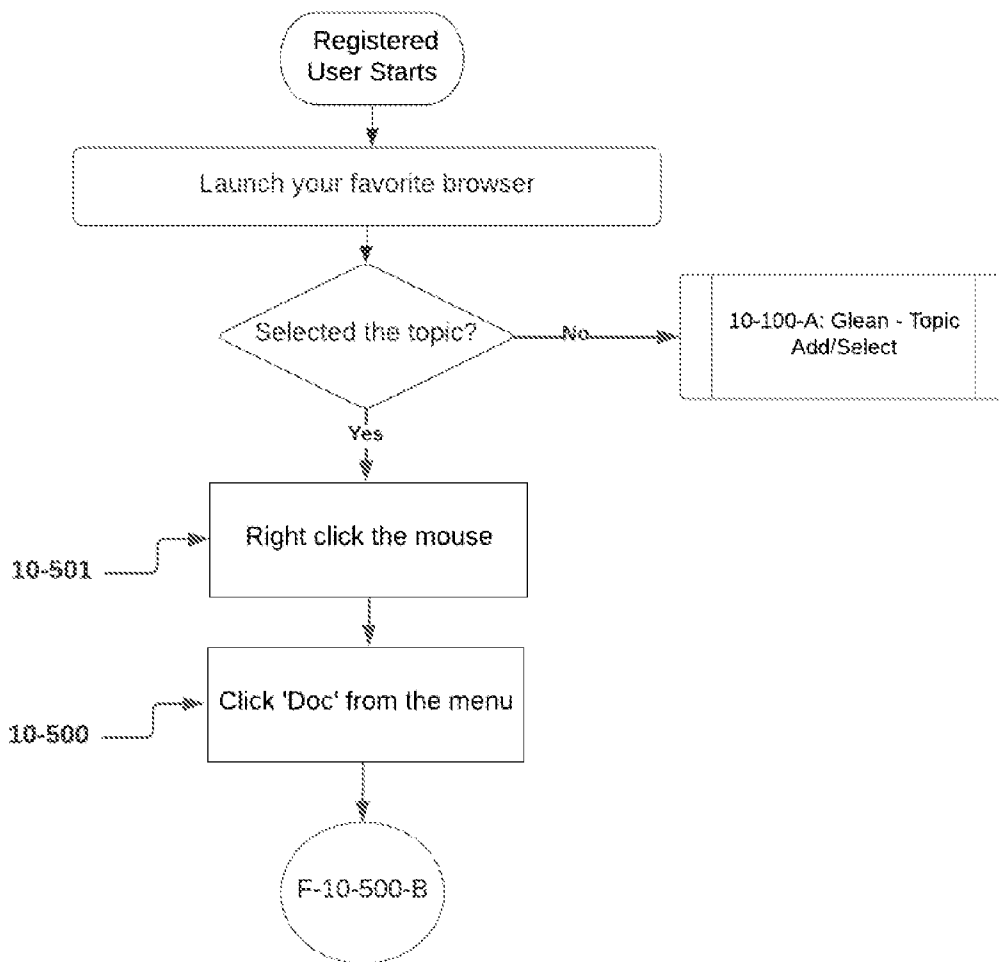 Registered
User Starts
Launch your favorite browser
Selected the topic?
No
10-100-A: Glean - Topic
Add/Select
Yes
Right click the mouse
10-501
Click 'Doc' from the menu
10-500
F-10-500-B